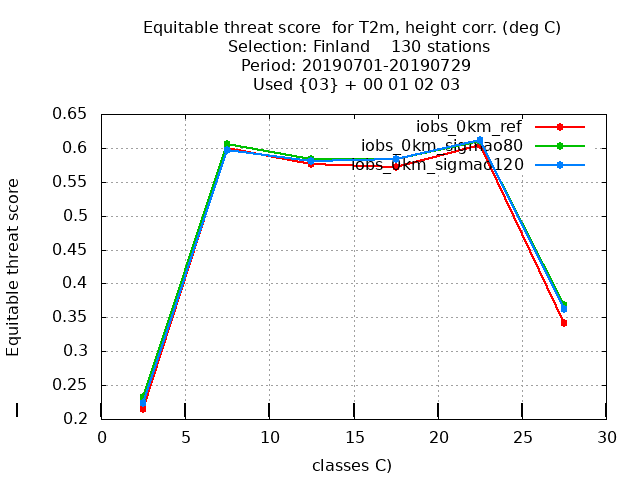 Equitable threat score  for T2m, height corr. (deg C)
Selection: Finland    130 stations
Period: 20190701-20190729
Used {03} + 00 01 02 03
0.65
0.6
0.55
0.5
0.45
0.4
0.35
0.3
0.25
0.2
Equitable threat score
iobs_0km_ref
iobs_0km_sigmao80
iobs_0km_sigmao120
0 5 10 15 20 25 30
classes C)